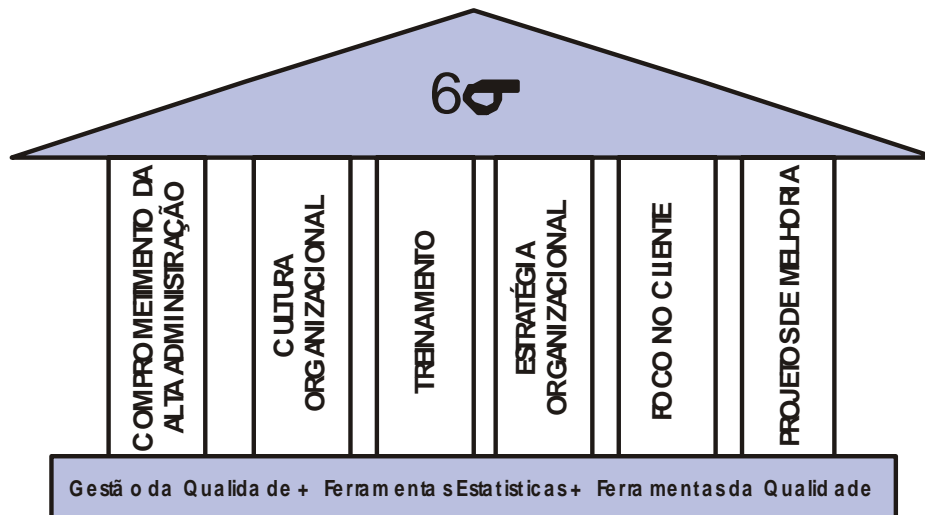 6σ
COMPROMETIMENTO DA
ALTA ADMINISTRAÇÃO
CULTURA
ORGANIZACIONAL
TREINAMENTO
ESTRATÉGIA
ORGANIZACIONAL
FOCO NO CLIENTE
PROJETOS DE MELHORIA
Gestão da Qualidade + Ferramentas Estatisticas + Ferramentas da Qualidade